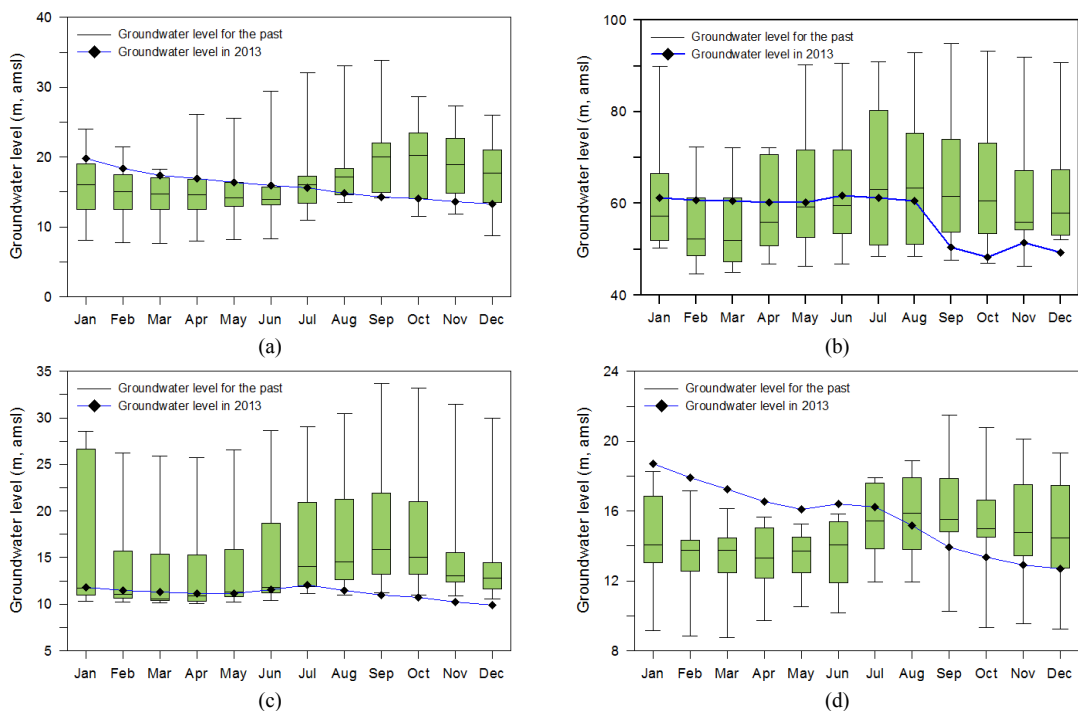 Groundwater level (m, amsl)
40
30
20
10
0
Groundwater level for the past
Groundwater level in 2013
Jan Feb Mar Apr May Jun Jul Aug Sep Oct Nov Dec
(a)
Groundwater level (m, amsl)
100
80
60
40
Groundwater level for the past
Groundwater level in 2013
Jan Feb Mar Apr May Jun Jul Aug Sep Oct Nov Dec
(b)
Groundwater level (m, amsl)
35
30
25
20
15
10
5
Groundwater level for the past
Groundwater level in 2013
Jan Feb Mar Apr May Jun Jul Aug Sep Oct Nov Dec
(c)
Groundwater level (m, amsl)
24
20
16
12
8
Groundwater level for the past
Groundwater level in 2013
Jan Feb Mar Apr May Jun Jul Aug Sep Oct Nov Dec
(d)